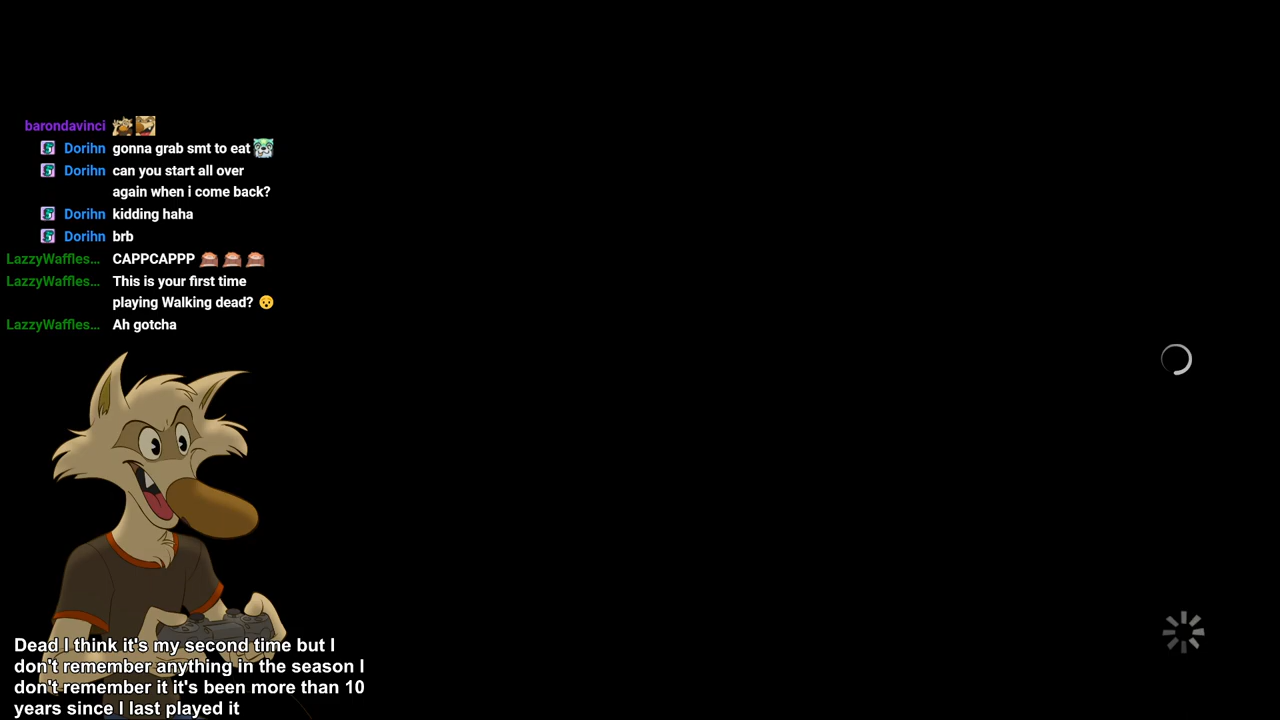 barondavinci
Dorihn gonna grab smt to eat
Dorihn can you start all over
again when i come back?
Dorihn kidding haha
Dorihn brb
LazzyWaffles... CAPPCAPPP
LazzyWaffles... This is your first time
playing Walking dead? 😯
LazzyWaffles... Ah gotcha
Dead I think it's my second time but I
don't remember anything in the season I
don't remember it it's been more than 10
years since I last played it